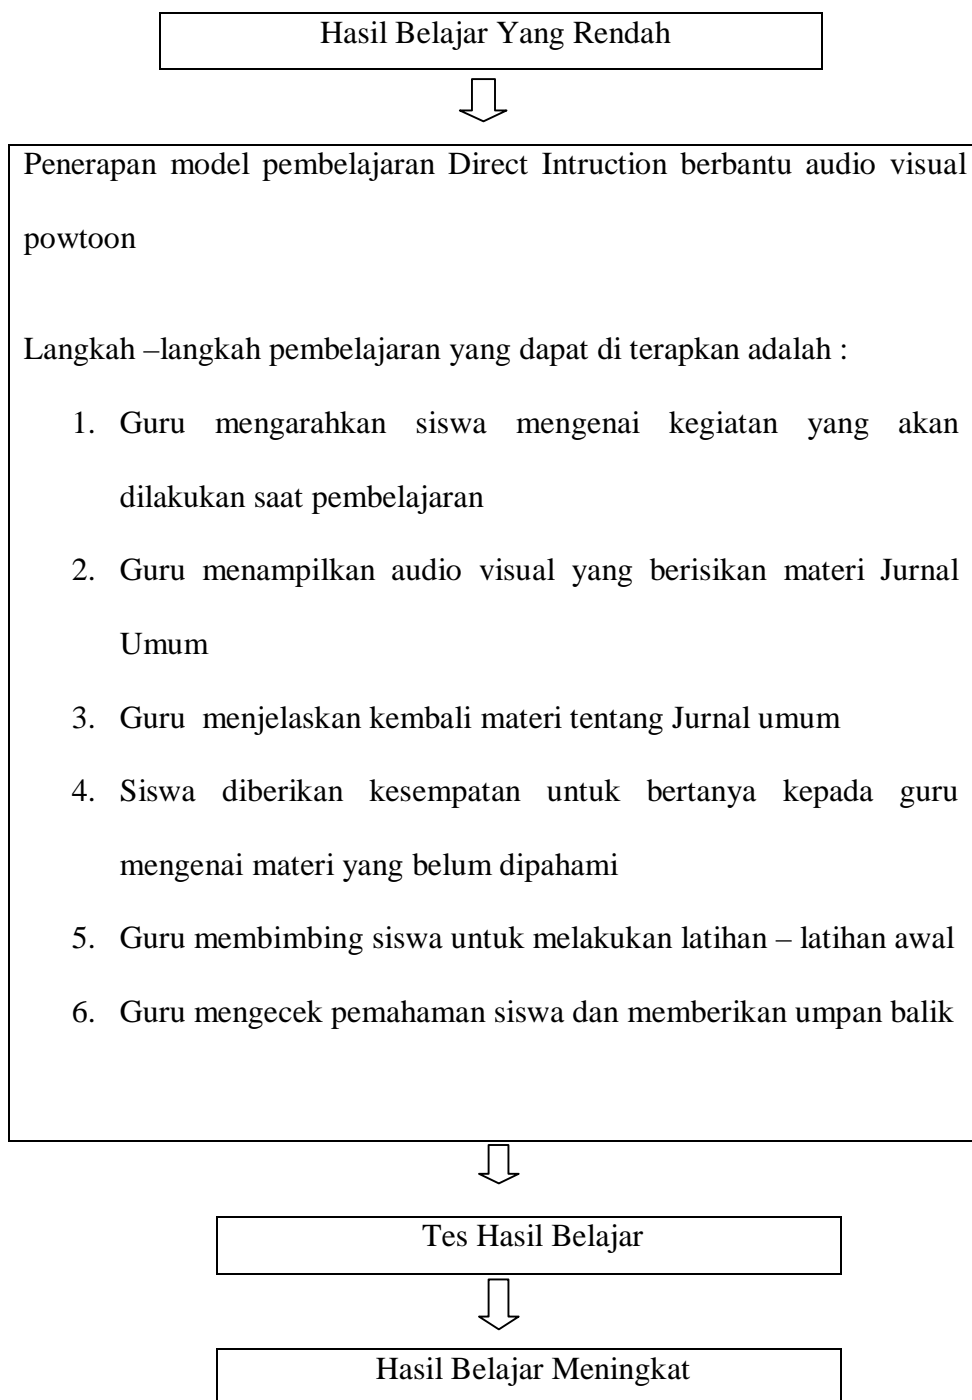 Hasil Belajar Yang Rendah
Penerapan model pembelajaran Direct Intruction berbantu audio visual
powtoon
Langkah –langkah pembelajaran yang dapat di terapkan adalah :
1. Guru mengarahkan siswa mengenai kegiatan yang akan
dilakukan saat pembelajaran
2. Guru menampilkan audio visual yang berisikan materi Jurnal
Umum
3. Guru menjelaskan kembali materi tentang Jurnal umum
4. Siswa diberikan kesempatan untuk bertanya kepada guru
mengenai materi yang belum dipahami
5. Guru membimbing siswa untuk melakukan latihan – latihan awal
6. Guru mengecek pemahaman siswa dan memberikan umpan balik
Tes Hasil Belajar
Hasil Belajar Meningkat